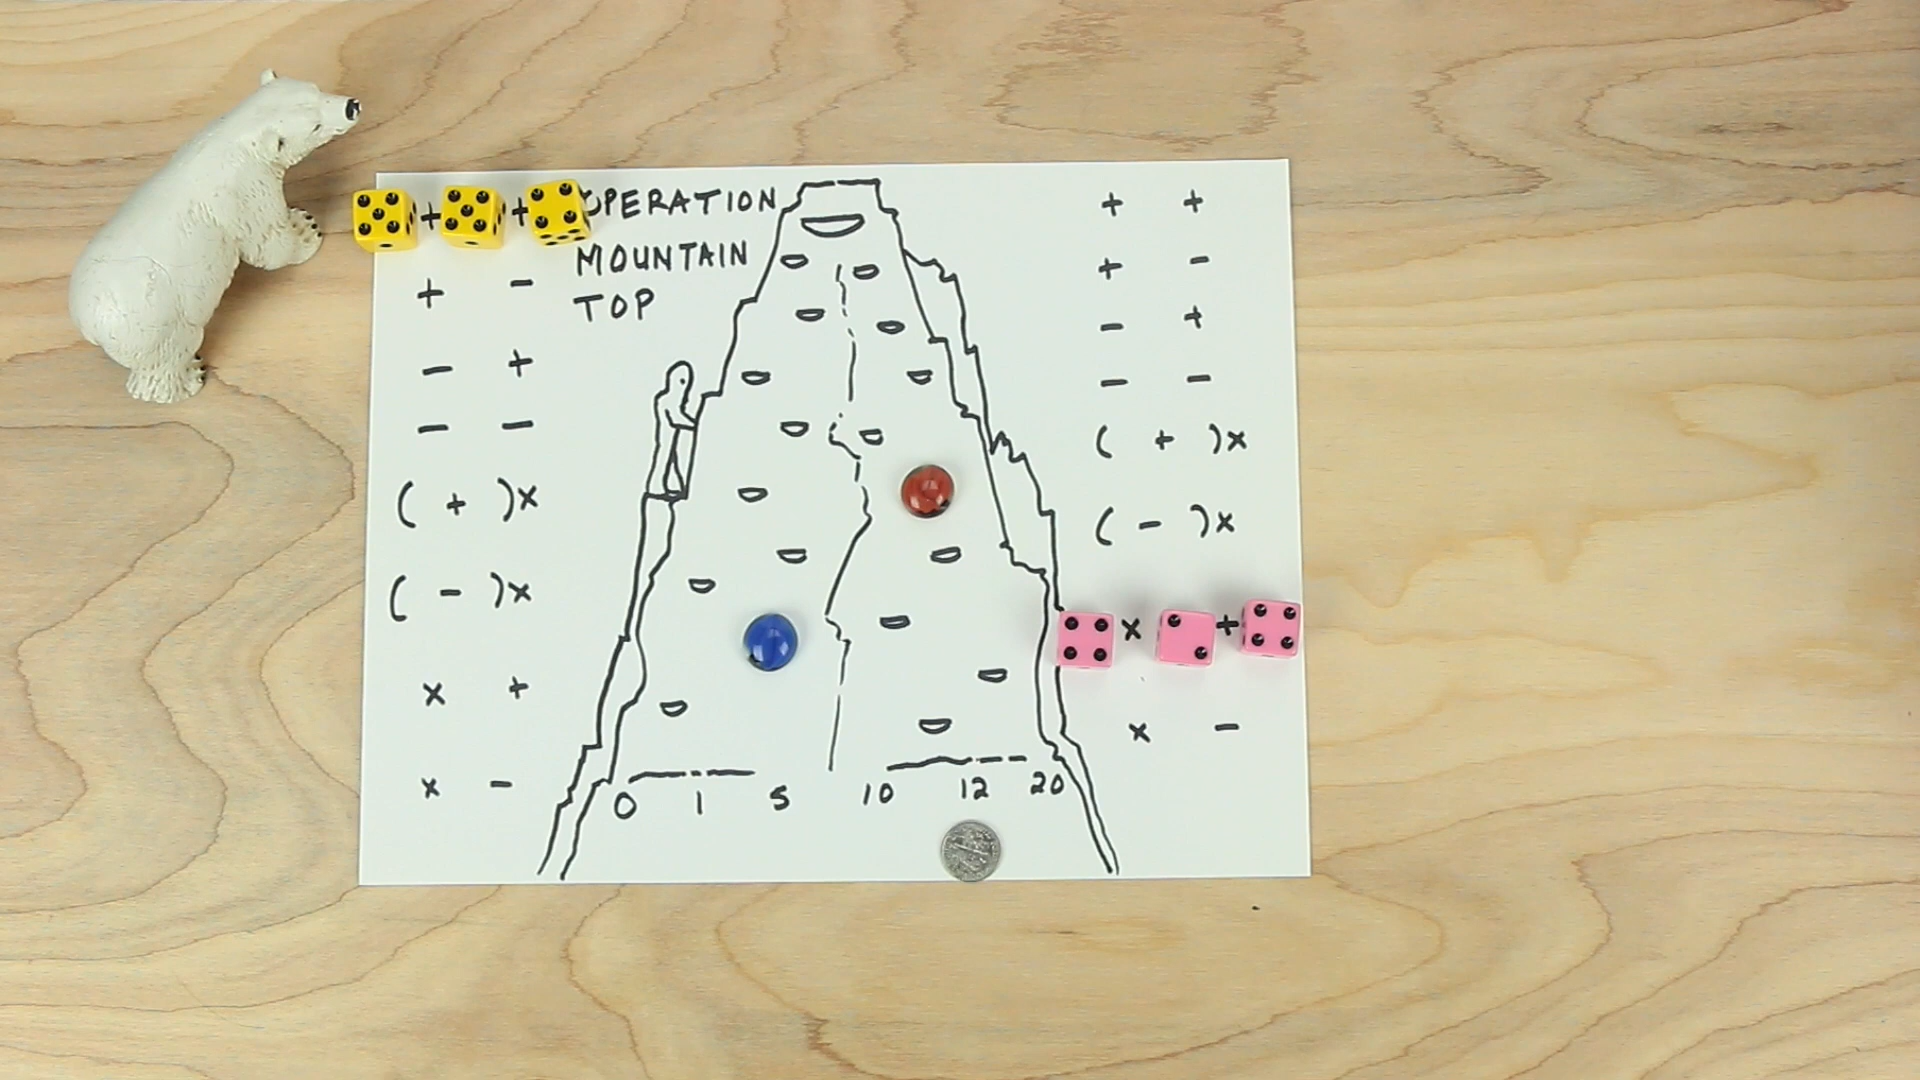 + + OPERATION
MOUNTAIN
TOP
+ -
- +
- -
( + )x
( - )x
x +
x -
+ +
+ -
- +
- -
( + )x
( - )x
x +
x -
0 1 5 10 12 20